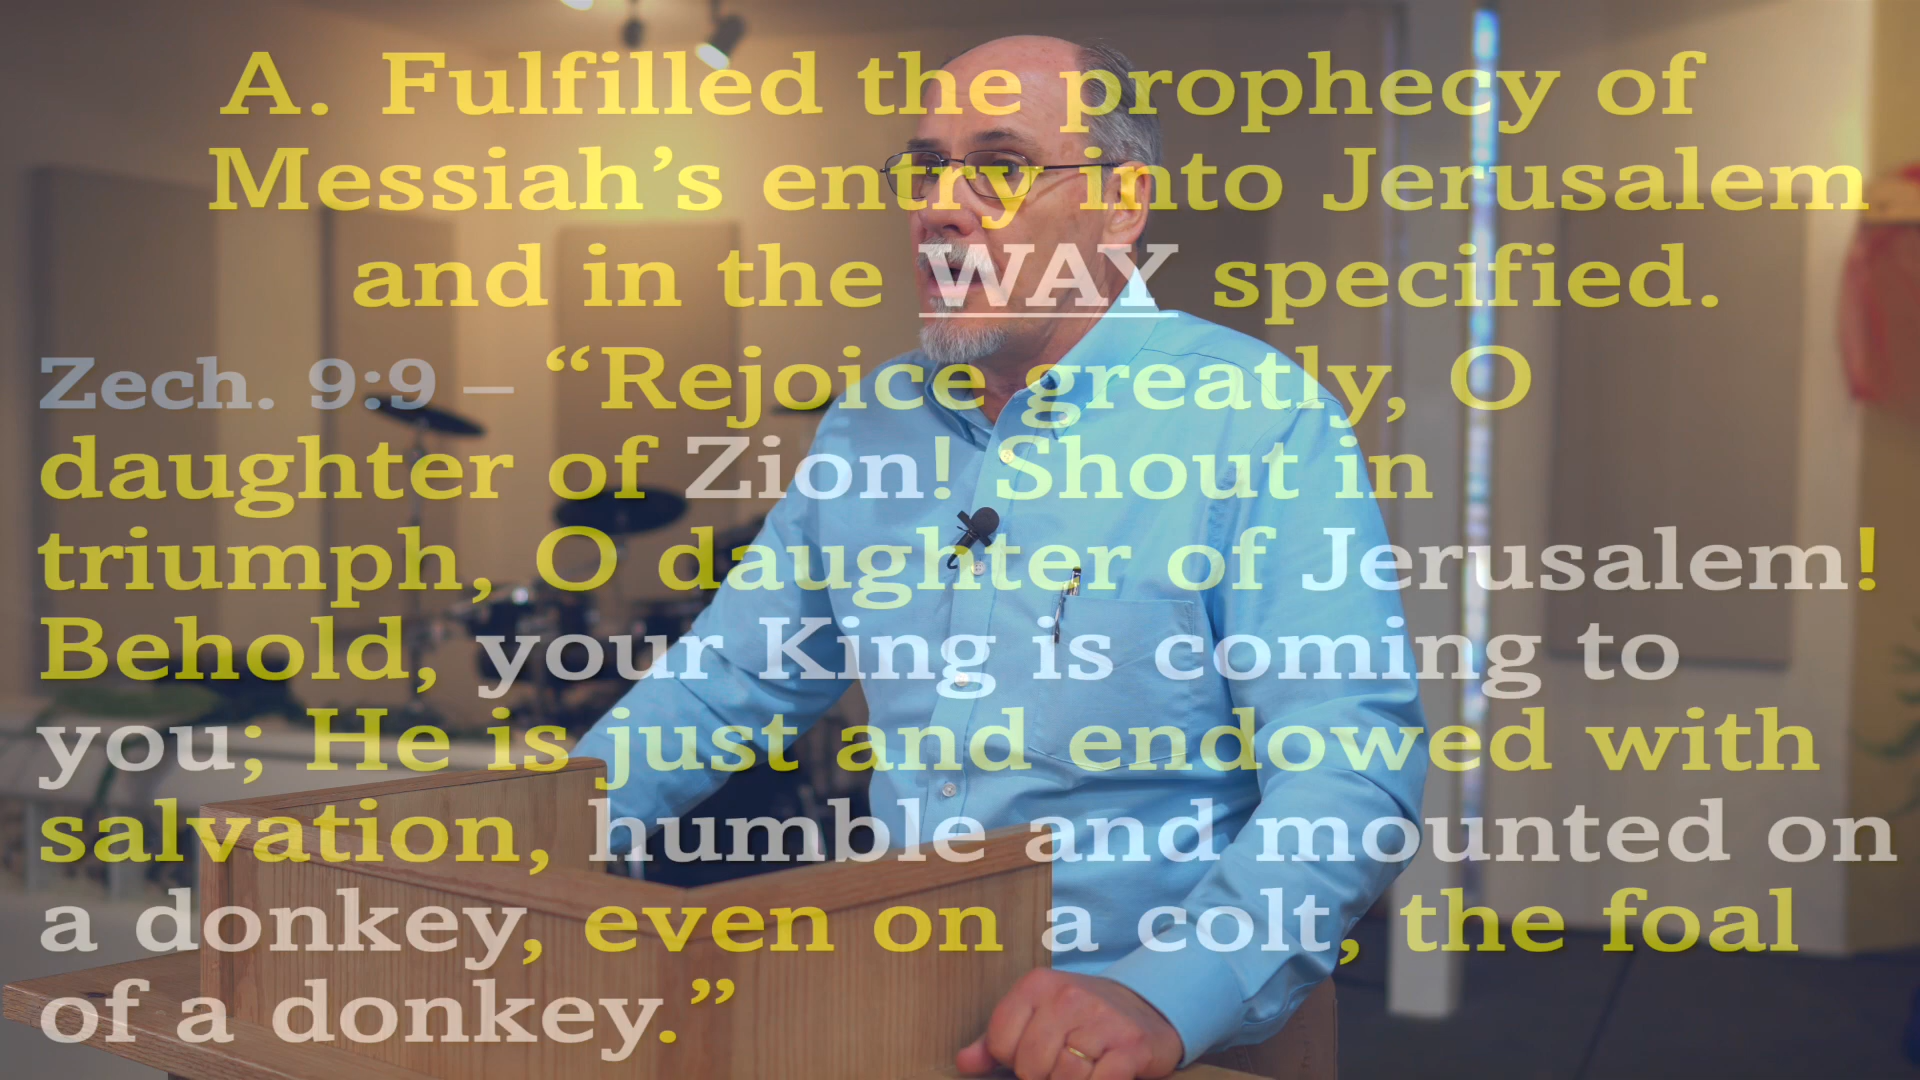 A. Fulfilled the prophecy of
Messiah’s entry into Jerusalem
and in the WAY specified.
Zech. 9:9 – “Rejoice greatly, O
daughter of Zion! Shout in
triumph, O daughter of Jerusalem!
Behold, your King is coming to
you; He is just and endowed with
salvation, humble and mounted on
a donkey, even on a colt, the foal
of a donkey.”